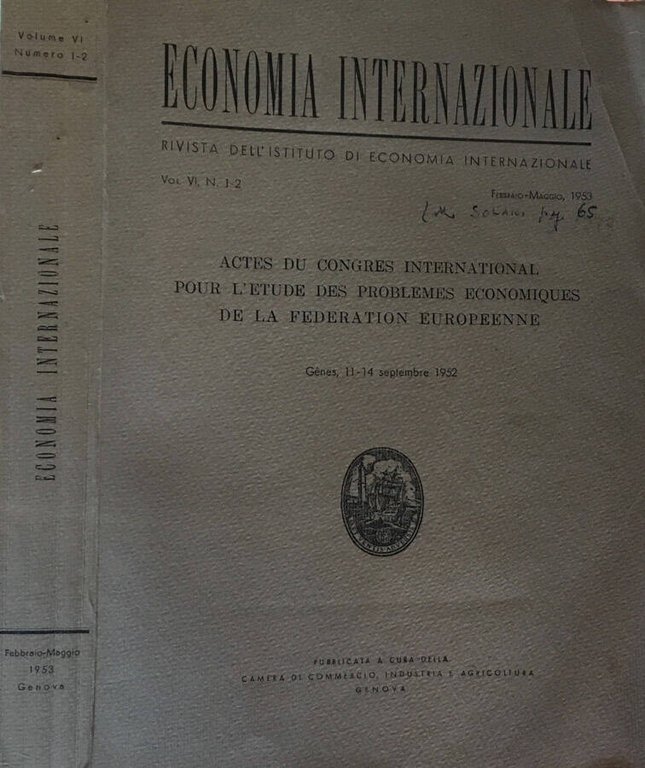 Volume VI
Numero 1-2
ECONOMIA INTERNAZIONALE
Febbraio-Maggio
1953
Genova
ECONOMIA INTERNAZIONALE
RIVISTA DELL'ISTITUTO DI ECONOMIA INTERNAZIONALE
Vol. VI, N. 1-2
Febbraio-Maggio, 1953
65
ACTES DU CONGRES INTERNATIONAL
POUR L'ETUDE DES PROBLEMES ECONOMIQUES
DE LA FEDERATION EUROPEENNE
Gênes, 11-14 septembre 1952
PUBBLICATA A CURA DELLA
CAMERA DI COMMERCIO, INDUSTRIA E AGRICOLTURA
GENOVA